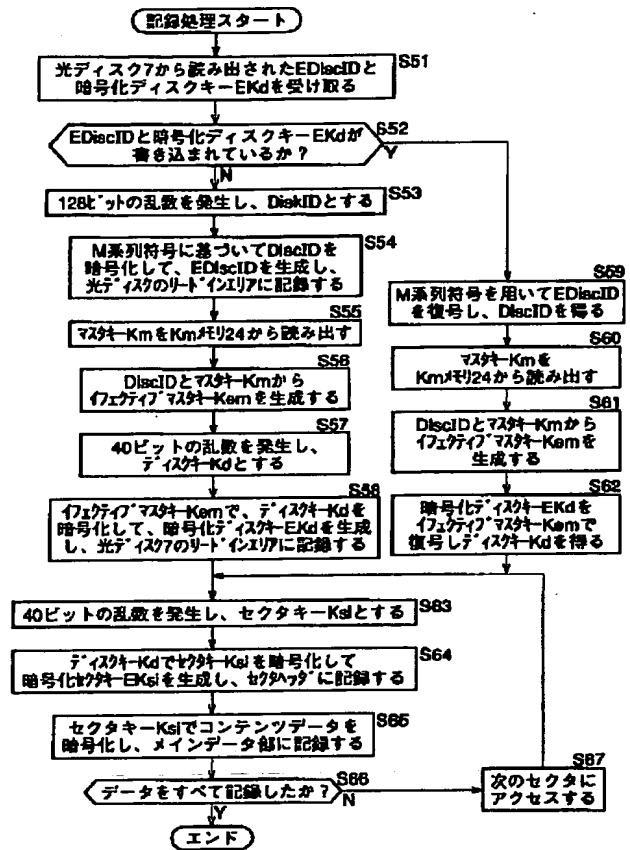 記録処理スタート
S51
光ディスク7から読み出されたEDiscIDと
暗号化ディスクキーEKdを受け取る
S52
EDiscIDと暗号化ディスクキーEKdが
書き込まれているか?
Y
N
S53
128ビットの乱数を発生し、DiskIDとする
S54
M系列符号に基づいてDiscIDを
暗号化して、EDiscIDを生成し、
光ディスクのリードインエリアに記録する
S55
マスタキーKmをKmメモリ24から読み出す
S56
DiscIDとマスタキーKmから
イフェクティブマスタキーKemを生成する
S57
40ビットの乱数を発生し、
ディスクキーKdとする
S58
イフェクティブマスタキーKemで、ディスクキーKdを
暗号化して、暗号化ディスクキーEKdを生成
し、光ディスク7のリードインエリアに記録する
S59
M系列符号を用いてEDiscID
を復号し、DiscIDを得る
S60
マスタキーKmを
Kmメモリ24から読み出す
S61
DiscIDとマスタキーKmから
イフェクティブマスタキーKemを
生成する
S62
暗号化ディスクキーEKdを
イフェクティブマスタキーKemで
復号しディスクキーKdを得る
S63
40ビットの乱数を発生し、セクタキーKsiとする
S64
ディスクキーKdでセクタキーKsiを暗号化して
暗号化セクタキーEKsiを生成し、セクタヘッダに記録する
S65
セクタキーKsiでコンテンツデータを
暗号化し、メインデータ部に記録する
S66
データをすべて記録したか?
N
Y
S67
次のセクタに
アクセスする
エンド